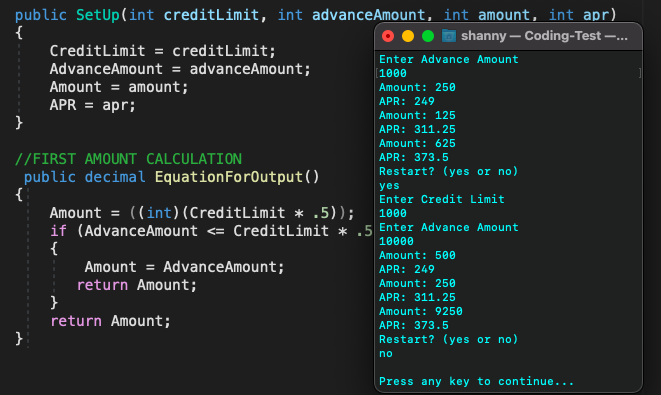 public SetUp(int creditLimit, int advanceAmount, int amount, int apr)
{
CreditLimit = creditLimit;
AdvanceAmount = advanceAmount;
Amount = amount;
APR = apr;
}
//FIRST AMOUNT CALCULATION
public decimal EquationForOutput()
{
Amount = ((int)(CreditLimit * .5));
if (AdvanceAmount <= CreditLimit * .5
{
Amount = AdvanceAmount;
return Amount;
}
return Amount;
}
shanny — Coding-Test —...
Enter Advance Amount
1000
Amount: 250
APR: 249
Amount: 125
APR: 311.25
Amount: 625
APR: 373.5
Restart? (yes or no)
yes
Enter Credit Limit
1000
Enter Advance Amount
10000
Amount: 500
APR: 249
Amount: 250
APR: 311.25
Amount: 9250
APR: 373.5
Restart? (yes or no)
no
Press any key to continue...